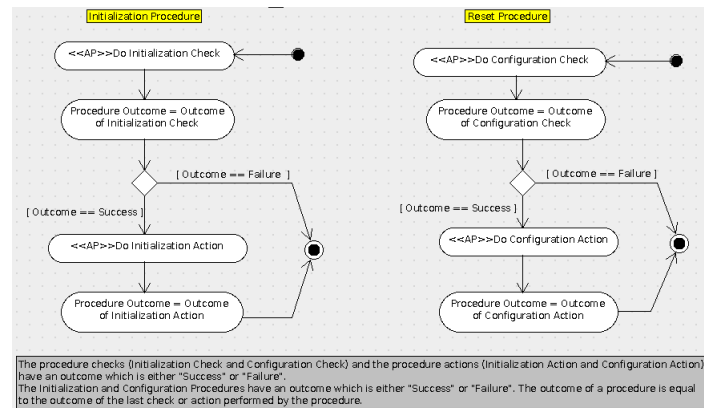 Initialization Procedure
<<AP>>Do Initialization Check
Procedure Outcome = Outcome
of Initialization Check
[ Outcome == Failure ]
[ Outcome == Success ]
<<AP>>Do Initialization Action
Procedure Outcome = Outcome
of Initialization Action
Reset Procedure
<<AP>>Do Configuration Check
Procedure Outcome = Outcome
of Configuration Check
[ Outcome == Failure ]
[ Outcome == Success ]
<<AP>>Do Configuration Action
Procedure Outcome = Outcome
of Configuration Action
The procedure checks (Initialization Check and Configuration Check) and the procedure actions (Initialization Action and Configuration Action)
have an outcome which is either "Success" or "Failure".
The Initialization and Configuration Procedures have an outcome which is either "Success" or "Failure". The outcome of a procedure is equal
to the outcome of the last check or action performed by the procedure.